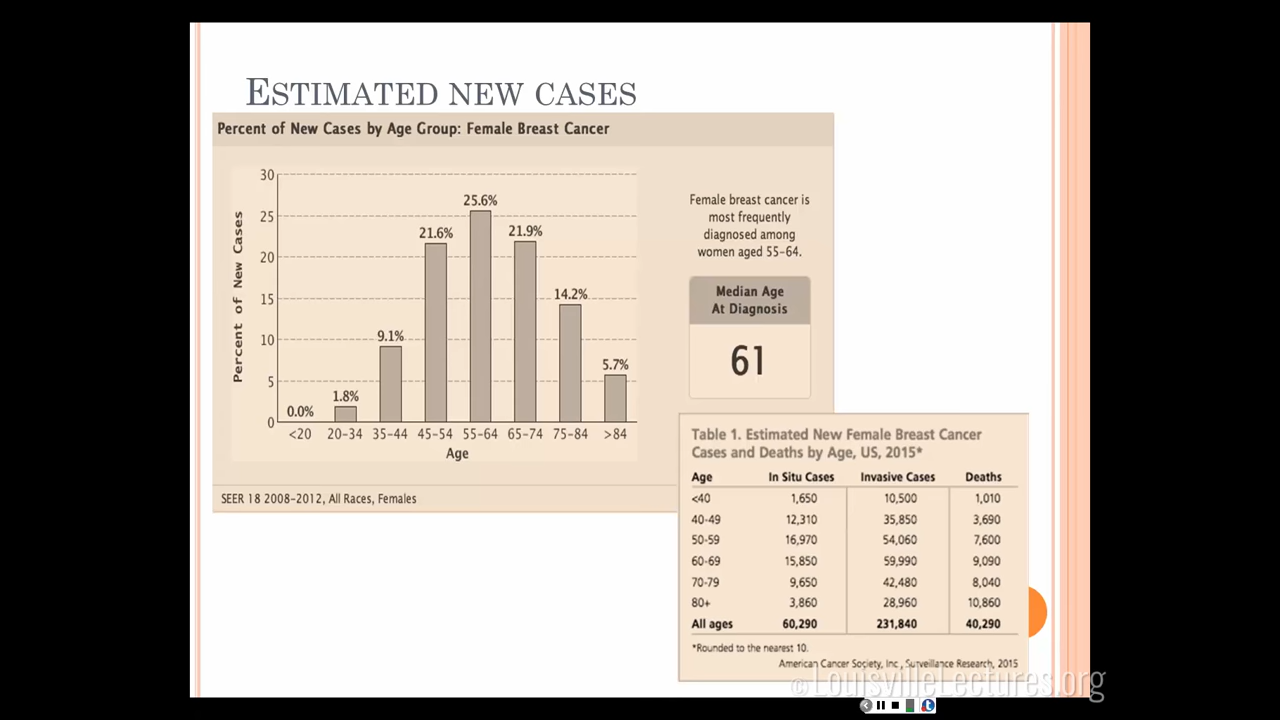 ESTIMATED NEW CASES
Percent of New Cases by Age Group: Female Breast Cancer
Percent of New Cases
30
25
20
15
10
5
0
0.0%
1.8%
9.1%
21.6%
25.6%
21.9%
14.2%
5.7%
<20 20-34 35-44 45-54 55-64 65-74 75-84 >84
Age
SEER 18 2008-2012, All Races, Females
Female breast cancer is
most frequently
diagnosed among
women aged 55-64.
Median Age
At Diagnosis
61
Table 1. Estimated New Female Breast Cancer
Cases and Deaths by Age, US, 2015*
Age In Situ Cases Invasive Cases Deaths
<40 1,650 10,500 1,010
40-49 12,310 35,850 3,690
50-59 16,970 54,060 7,600
60-69 15,850 59,990 9,090
70-79 9,650 42,480 8,040
80+ 3,860 28,960 10,860
All ages 60,290 231,840 40,290
*Rounded to the nearest 10.
American Cancer Society, Inc., Surveillance Research, 2015
©LouisvilleLectures.org